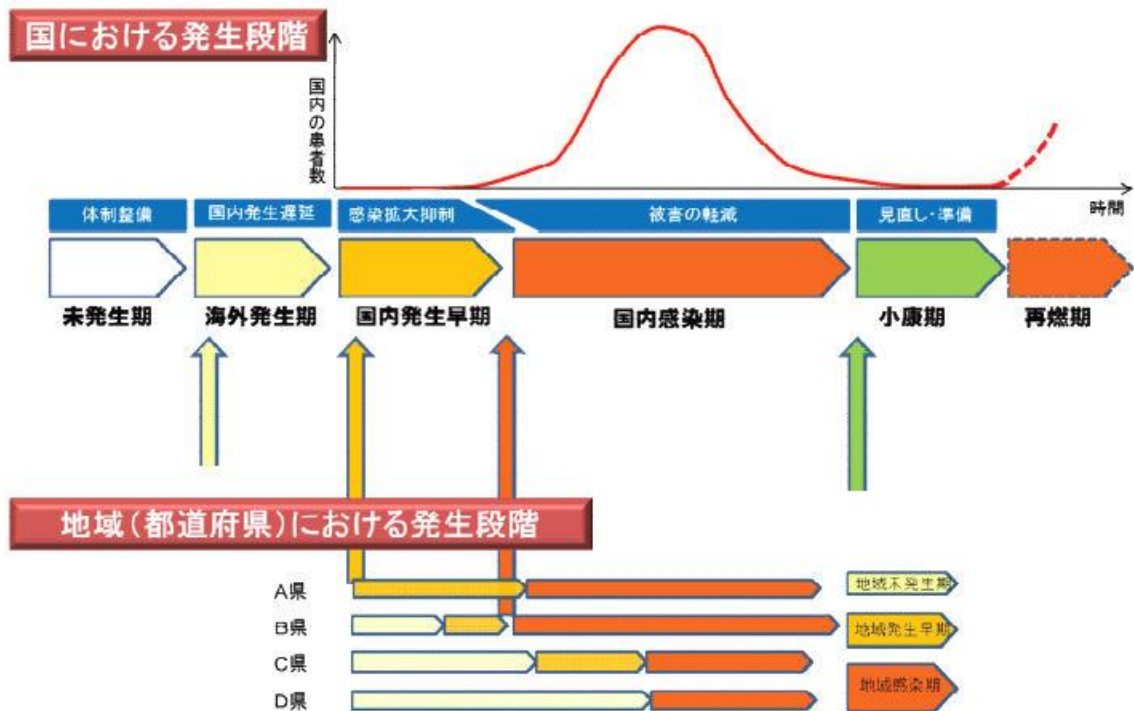 国における発生段階
国内の患者数
時間
体制整備
国内発生遅延
感染拡大抑制
被害の軽減
見直し・準備
未発生期
海外発生期
国内発生早期
国内感染期
小康期
再燃期
地域(都道府県)における発生段階
A県
B県
C県
D県
地域未発生期
地域発生早期
地域感染期